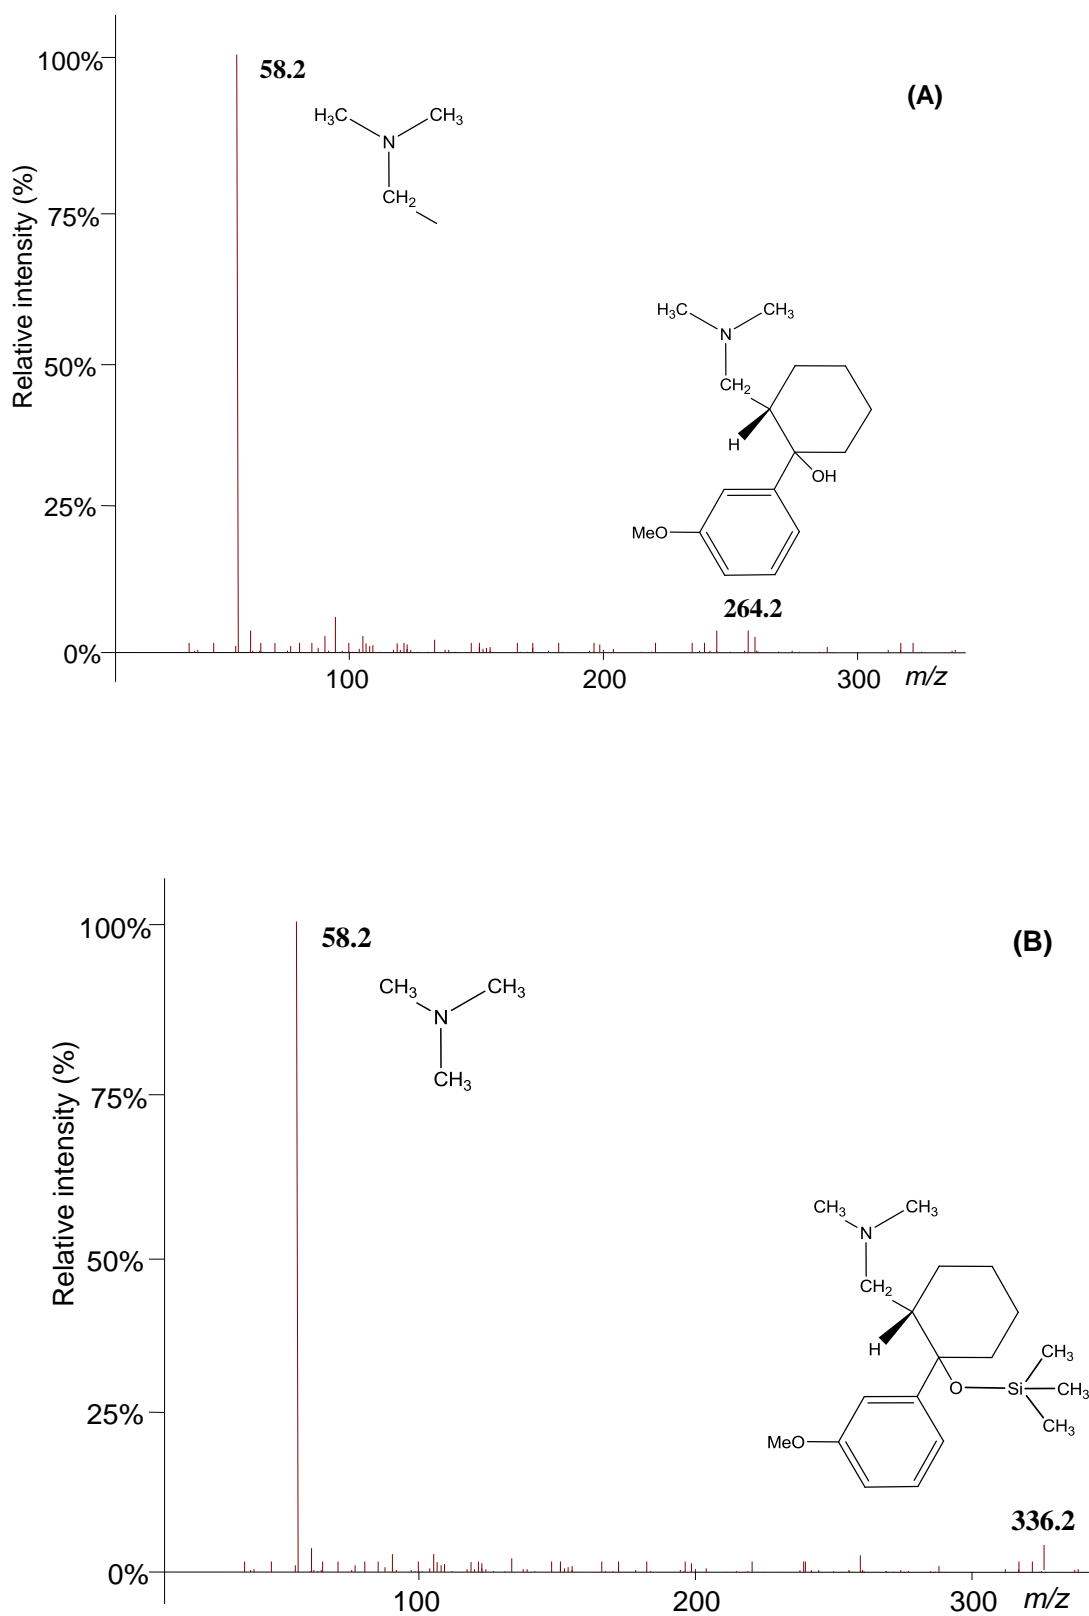 100%
58.2
(A)
H₃C
CH₃
N
CH₂
75%
Relative intensity (%)
H₃C
CH₃
N
50%
CH₂
H
OH
25%
MeO
264.2
0%
100
200
300
m/z
100%
58.2
(B)
CH₃
CH₃
N
CH₃
75%
Relative intensity (%)
CH₃
CH₃
N
50%
CH₂
H
CH₃
O
Si
CH₃
25%
CH₃
MeO
336.2
0%
100
200
300
m/z